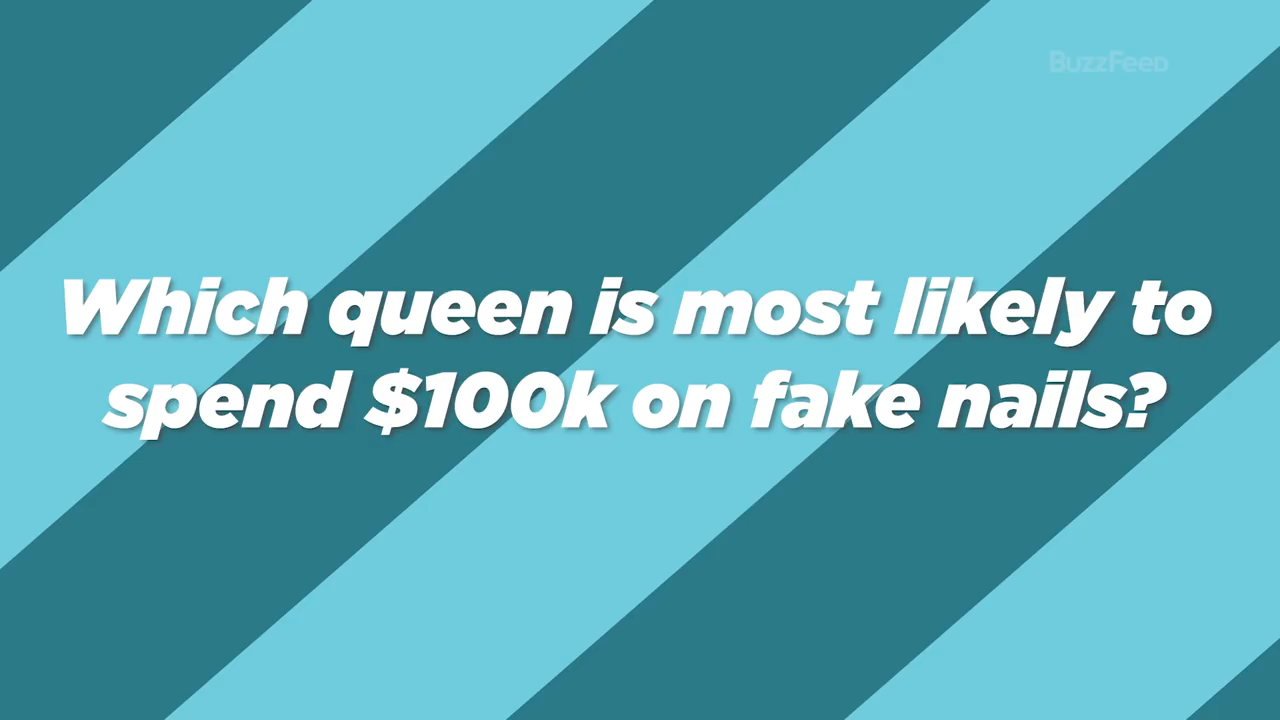 BuzzFeed
Which queen is most likely to
spend $100k on fake nails?